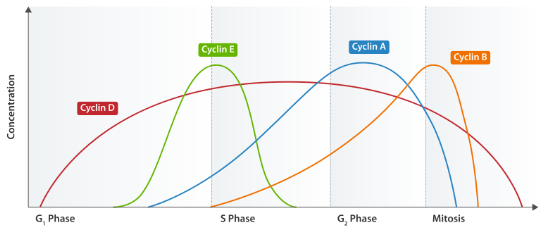 Cyclin E
Cyclin A
Cyclin B
Cyclin D
Concentration
G1 Phase
S Phase
G2 Phase
Mitosis